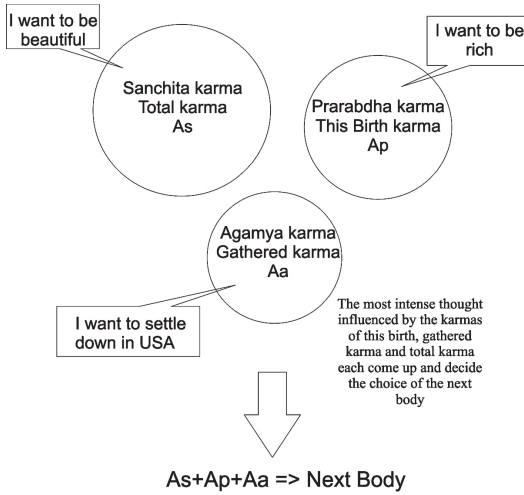 I want to be
beautiful
I want to be
rich
Sanchita karma
Total karma
As
Prarabdha karma
This Birth karma
Ap
Agamya karma
Gathered karma
Aa
I want to settle
down in USA
The most intense thought
influenced by the karmas
of this birth, gathered
karma and total karma
each come up and decide
the choice of the next
body
As+Ap+Aa => Next Body